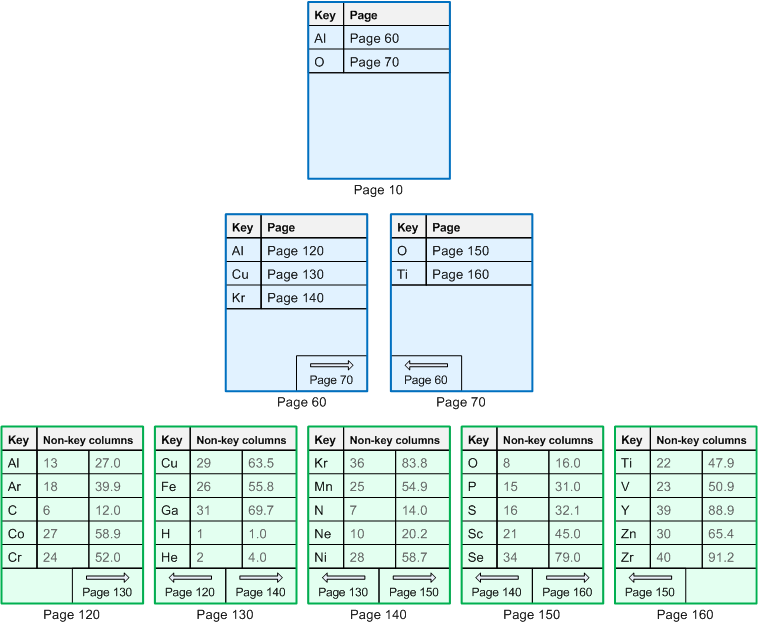 Key Page
Al Page 60
O Page 70
Page 10
Key Page
Al Page 120
Cu Page 130
Kr Page 140
Page 70
Page 60
Key Page
O Page 150
Ti Page 160
Page 60
Page 70
Key Non-key columns
Al 13 27.0
Ar 18 39.9
C 6 12.0
Co 27 58.9
Cr 24 52.0
Page 130
Page 120
Key Non-key columns
Cu 29 63.5
Fe 26 55.8
Ga 31 69.7
H 1 1.0
He 2 4.0
Page 120 Page 140
Page 130
Key Non-key columns
Kr 36 83.8
Mn 25 54.9
N 7 14.0
Ne 10 20.2
Ni 28 58.7
Page 130 Page 150
Page 140
Key Non-key columns
O 8 16.0
P 15 31.0
S 16 32.1
Sc 21 45.0
Se 34 79.0
Page 140 Page 160
Page 150
Key Non-key columns
Ti 22 47.9
V 23 50.9
Y 39 88.9
Zn 30 65.4
Zr 40 91.2
Page 150
Page 160